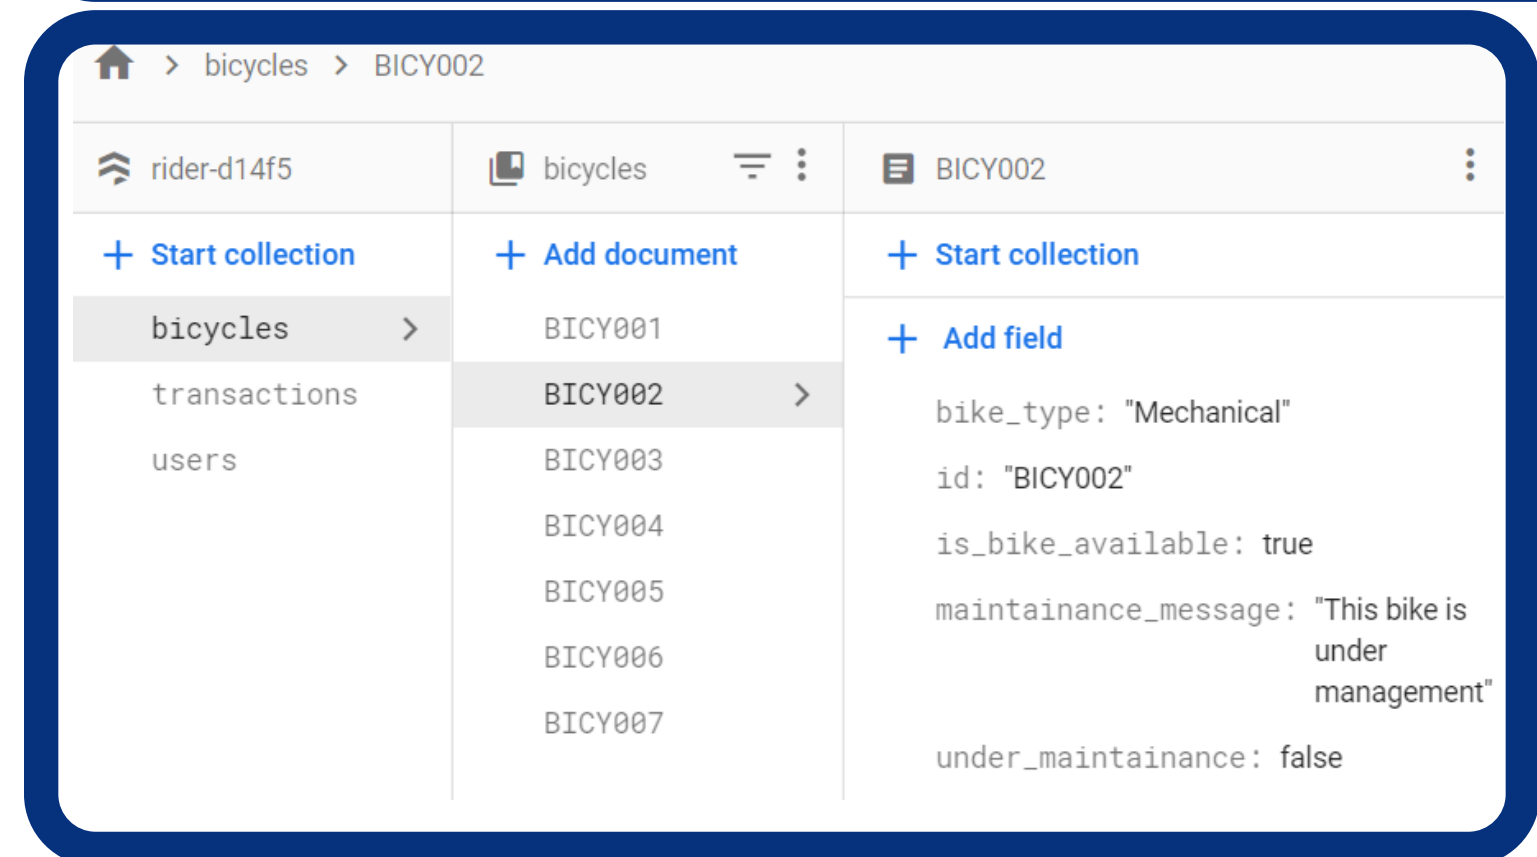 bicycles > BICY002
rider-d14f5
Start collection
bicycles
transactions
users
bicycles
Add document
BICY001
BICY002
BICY003
BICY004
BICY005
BICY006
BICY007
BICY002
Start collection
Add field
bike_type: "Mechanical"
id: "BICY002"
is_bike_available: true
maintainance_message: "This bike is
under
management"
under_maintainance: false